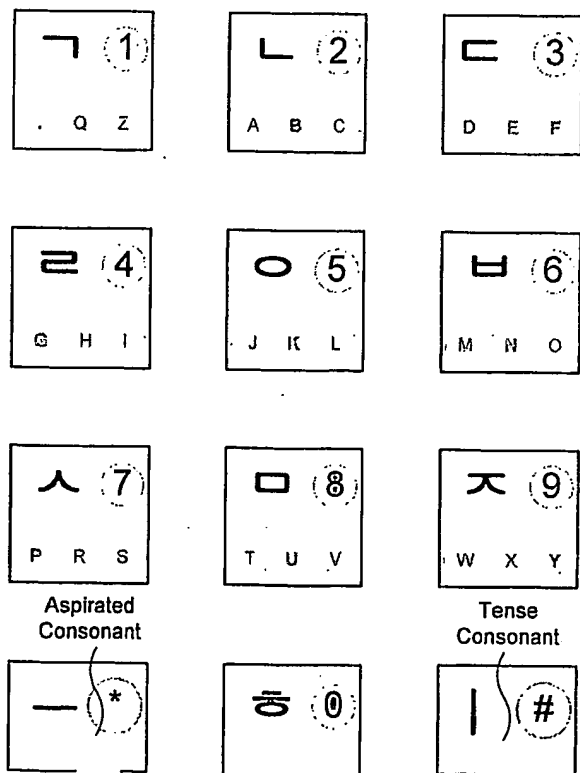 ㄱ 1
Q Z
ㄴ 2
A B C
ㄷ 3
D E F
ㄹ 4
G H I
ㅇ 5
J K L
ㅂ 6
M N O
ㅅ 7
P R S
ㅁ 8
T U V
ㅈ 9
W X Y
Aspirated
Consonant
ㅡ *
ㅎ 0
Tense
Consonant
ㅣ #